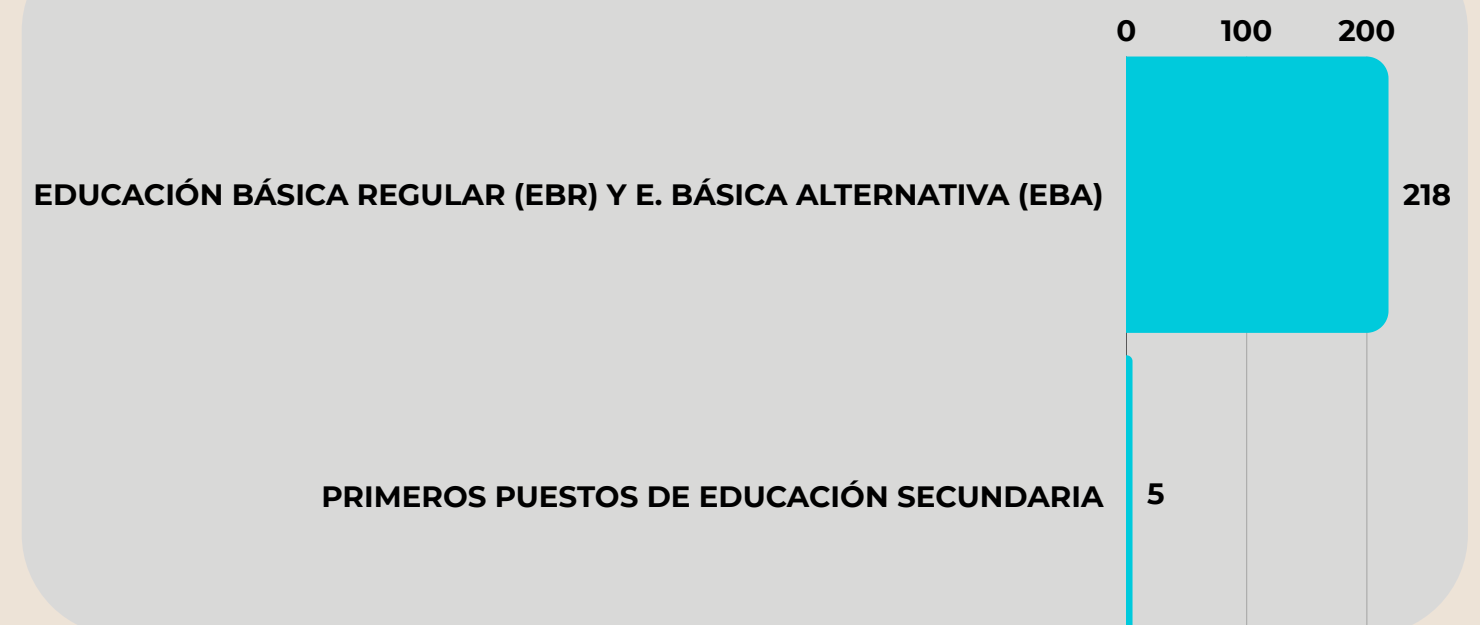 0 100 200
EDUCACIÓN BÁSICA REGULAR (EBR) Y E. BÁSICA ALTERNATIVA (EBA) 218
PRIMEROS PUESTOS DE EDUCACIÓN SECUNDARIA 5